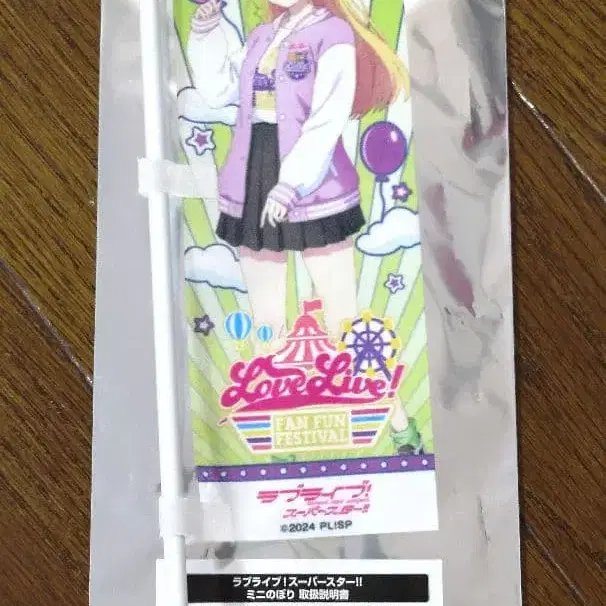 LoveLive!
FAN FUN
FESTIVAL
ラブライブ!
スーパースター!!
©2024 PL!SP
ラブライブ!スーパースター!!
ミニのぼり 取扱説明書